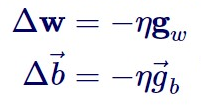 Δ𝐰 = −η𝐠_w
Δb⃗ = −ηg⃗_b